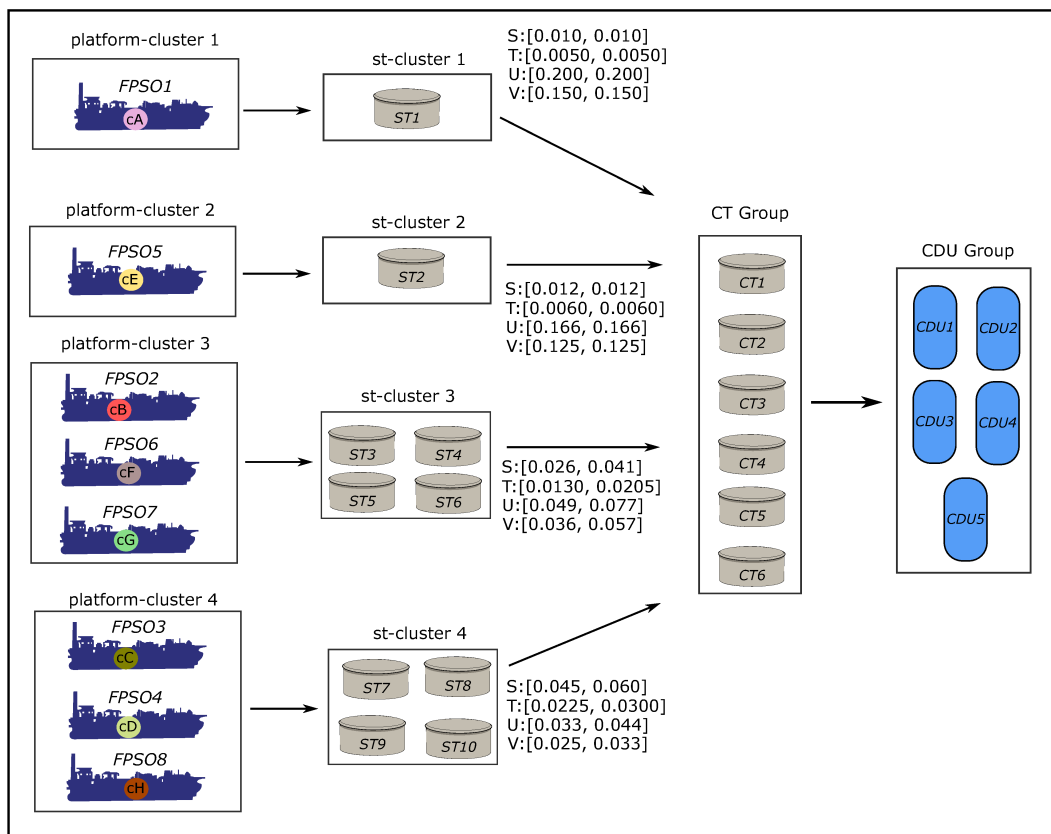 platform-cluster 1
FPSO1
cA
st-cluster 1
ST1
S:[0.010, 0.010]
T:[0.0050, 0.0050]
U:[0.200, 0.200]
V:[0.150, 0.150]
platform-cluster 2
FPSO5
cE
st-cluster 2
ST2
S:[0.012, 0.012]
T:[0.0060, 0.0060]
U:[0.166, 0.166]
V:[0.125, 0.125]
platform-cluster 3
FPSO2
cB
FPSO6
cF
FPSO7
cG
st-cluster 3
ST3
ST4
ST5
ST6
S:[0.026, 0.041]
T:[0.0130, 0.0205]
U:[0.049, 0.077]
V:[0.036, 0.057]
platform-cluster 4
FPSO3
cC
FPSO4
cD
FPSO8
cH
st-cluster 4
ST7
ST8
ST9
ST10
S:[0.045, 0.060]
T:[0.0225, 0.0300]
U:[0.033, 0.044]
V:[0.025, 0.033]
CT Group
CT1
CT2
CT3
CT4
CT5
CT6
CDU Group
CDU1
CDU2
CDU3
CDU4
CDU5